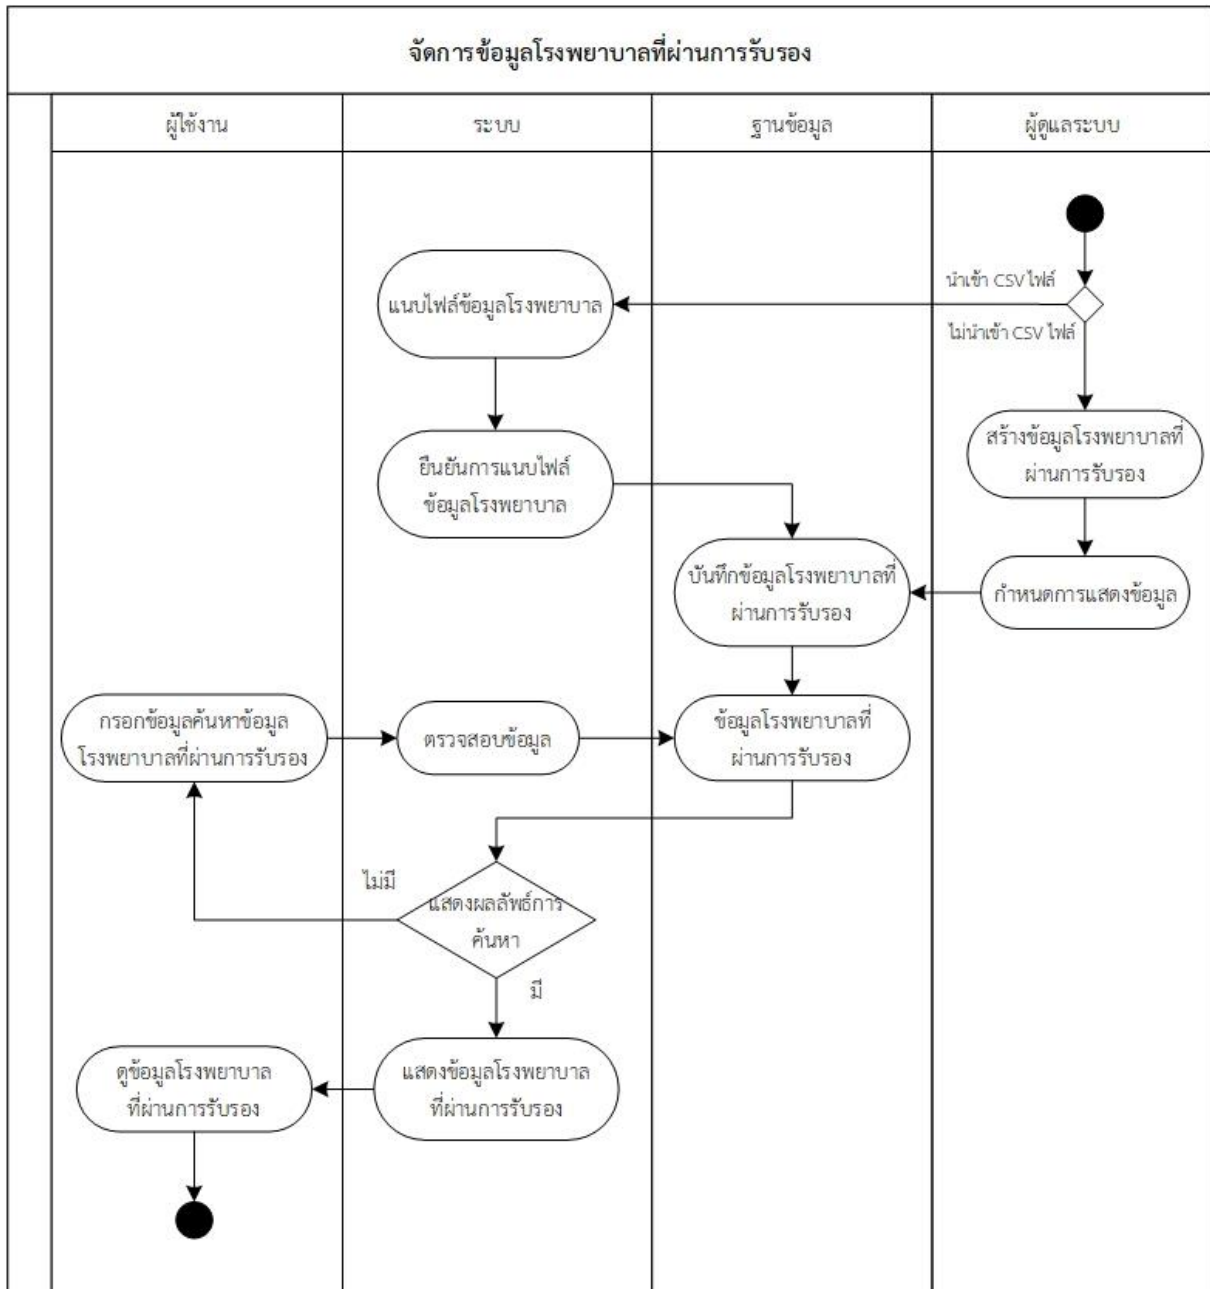 จัดการข้อมูลโรงพยาบาลที่ผ่านการรับรอง
ผู้ใช้งาน
ระบบ
ฐานข้อมูล
ผู้ดูแลระบบ
นำเข้า CSV ไฟล์
แนบไฟล์ข้อมูลโรงพยาบาล
ไม่นำเข้า CSV ไฟล์
สร้างข้อมูลโรงพยาบาลที่
ผ่านการรับรอง
ยืนยันการแนบไฟล์
ข้อมูลโรงพยาบาล
บันทึกข้อมูลโรงพยาบาลที่
ผ่านการรับรอง
กำหนดการแสดงข้อมูล
กรอกข้อมูลค้นหาข้อมูล
โรงพยาบาลที่ผ่านการรับรอง
ตรวจสอบข้อมูล
ข้อมูลโรงพยาบาลที่
ผ่านการรับรอง
ไม่มี
แสดงผลลัพธ์การ
ค้นหา
มี
ดูข้อมูลโรงพยาบาล
ที่ผ่านการรับรอง
แสดงข้อมูลโรงพยาบาล
ที่ผ่านการรับรอง